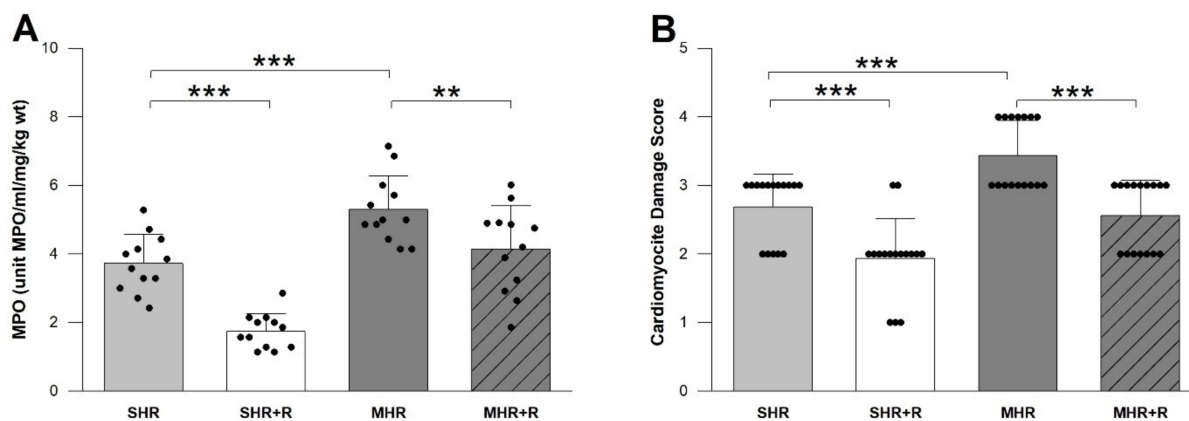 A
MPO (unit MPO/ml/mg/kg wt)
10
8
6
4
2
0
***
***
**
SHR
SHR+R
MHR
MHR+R
B
Cardiomyocite Damage Score
5
4
3
2
1
0
***
***
***
SHR
SHR+R
MHR
MHR+R